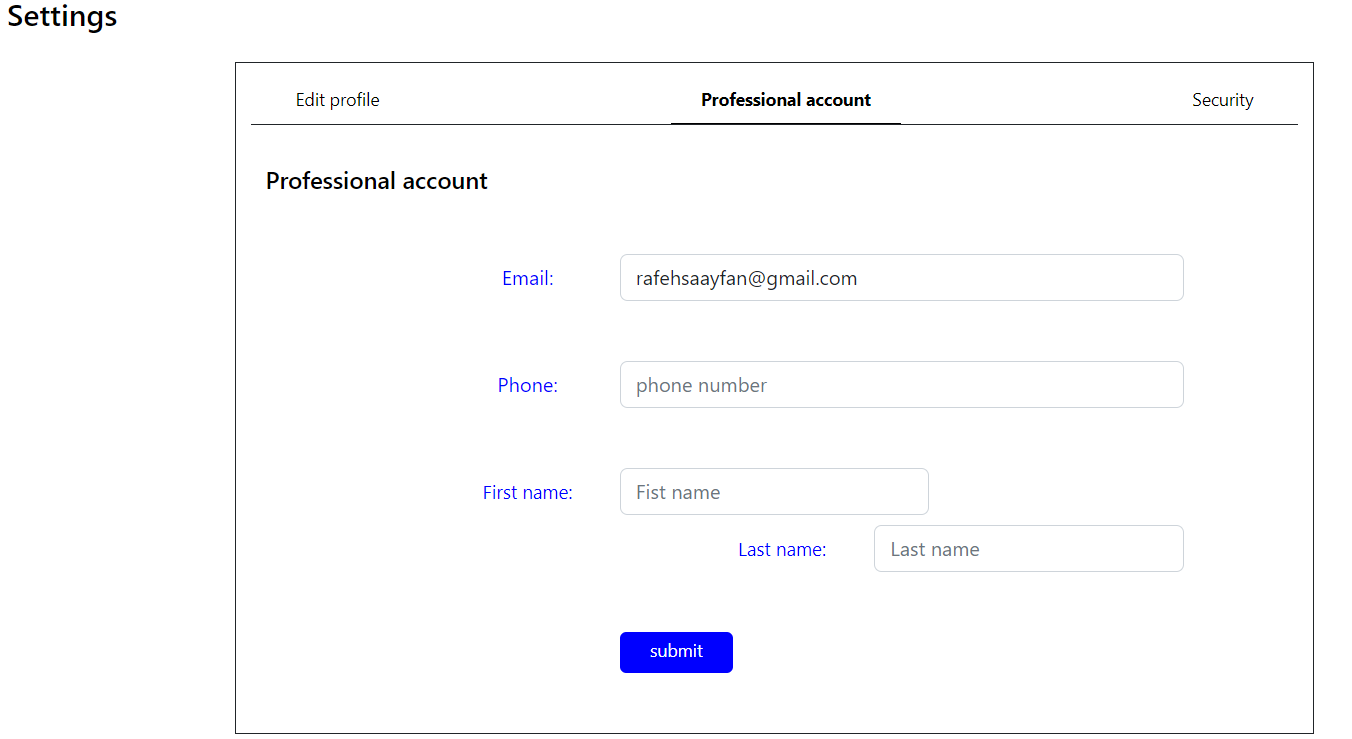 Settings
Edit profile Professional account Security
Professional account
Email: rafehsaayfan@gmail.com
Phone: phone number
First name: Fist name
Last name: Last name
submit